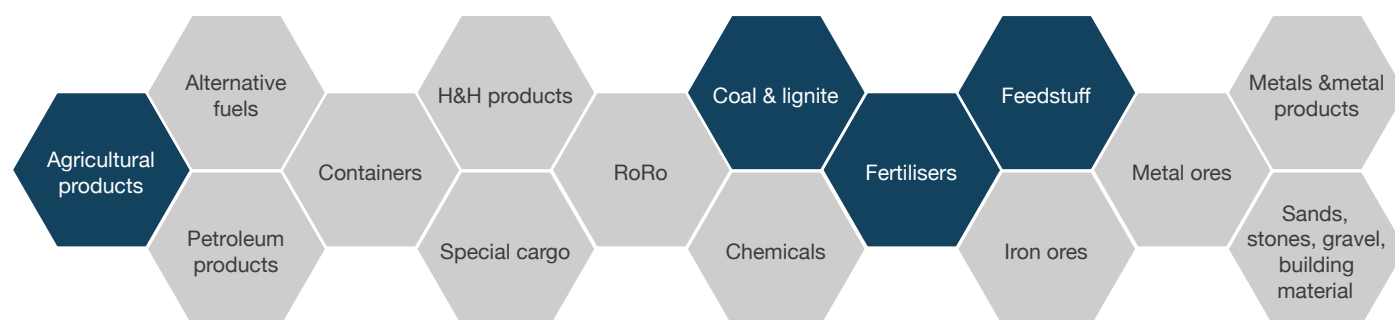 Agricultural
products
Alternative
fuels
Petroleum
products
Containers
H&H products
Special cargo
RoRo
Coal & lignite
Chemicals
Fertilisers
Feedstuff
Iron ores
Metal ores
Metals &metal
products
Sands,
stones, gravel,
building
material